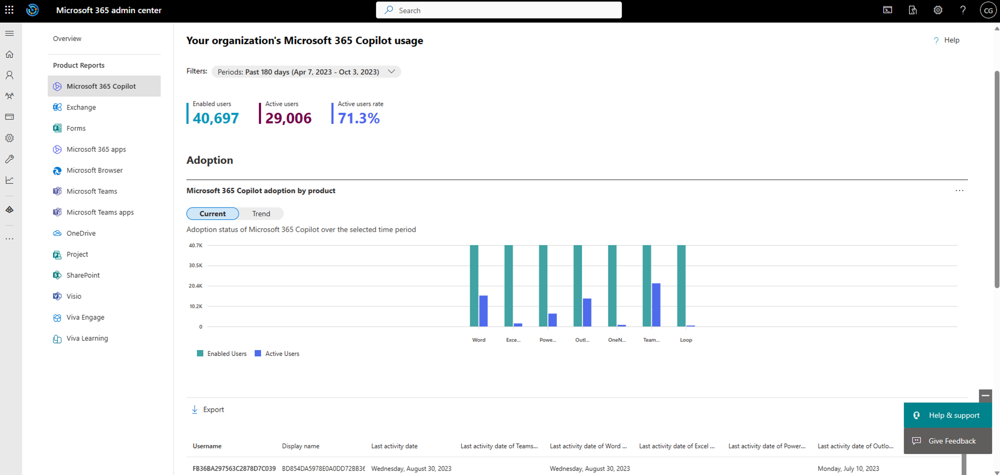 Microsoft 365 admin center
Search
CG
Overview
Product Reports
Microsoft 365 Copilot
Exchange
Forms
Microsoft 365 apps
Microsoft Browser
Microsoft Teams
Microsoft Teams apps
OneDrive
Project
SharePoint
Visio
Viva Engage
Viva Learning
Your organization's Microsoft 365 Copilot usage
? Help
Filters: Periods: Past 180 days (Apr 7, 2023 - Oct 3, 2023)
Enabled users Active users Active users rate
40,697 29,006 71.3%
Adoption
Microsoft 365 Copilot adoption by product
Current Trend
Adoption status of Microsoft 365 Copilot over the selected time period
40.7K
30.5K
20.4K
10.2K
0
Word Exce... Powe... Outl... OneN... Team... Loop
Enabled Users Active Users
Export
Help & support
Give Feedback
Username Display name Last activity date Last activity date of Teams... Last activity date of Word ... Last activity date of Excel ... Last activity date of Power... Last activity date of Outlo...
FB36BA297563C2878D7C039 BD854DA5978E0A0DD72BB36 Wednesday, August 30, 2023 Wednesday, August 30, 2023 Monday, July 10, 2023